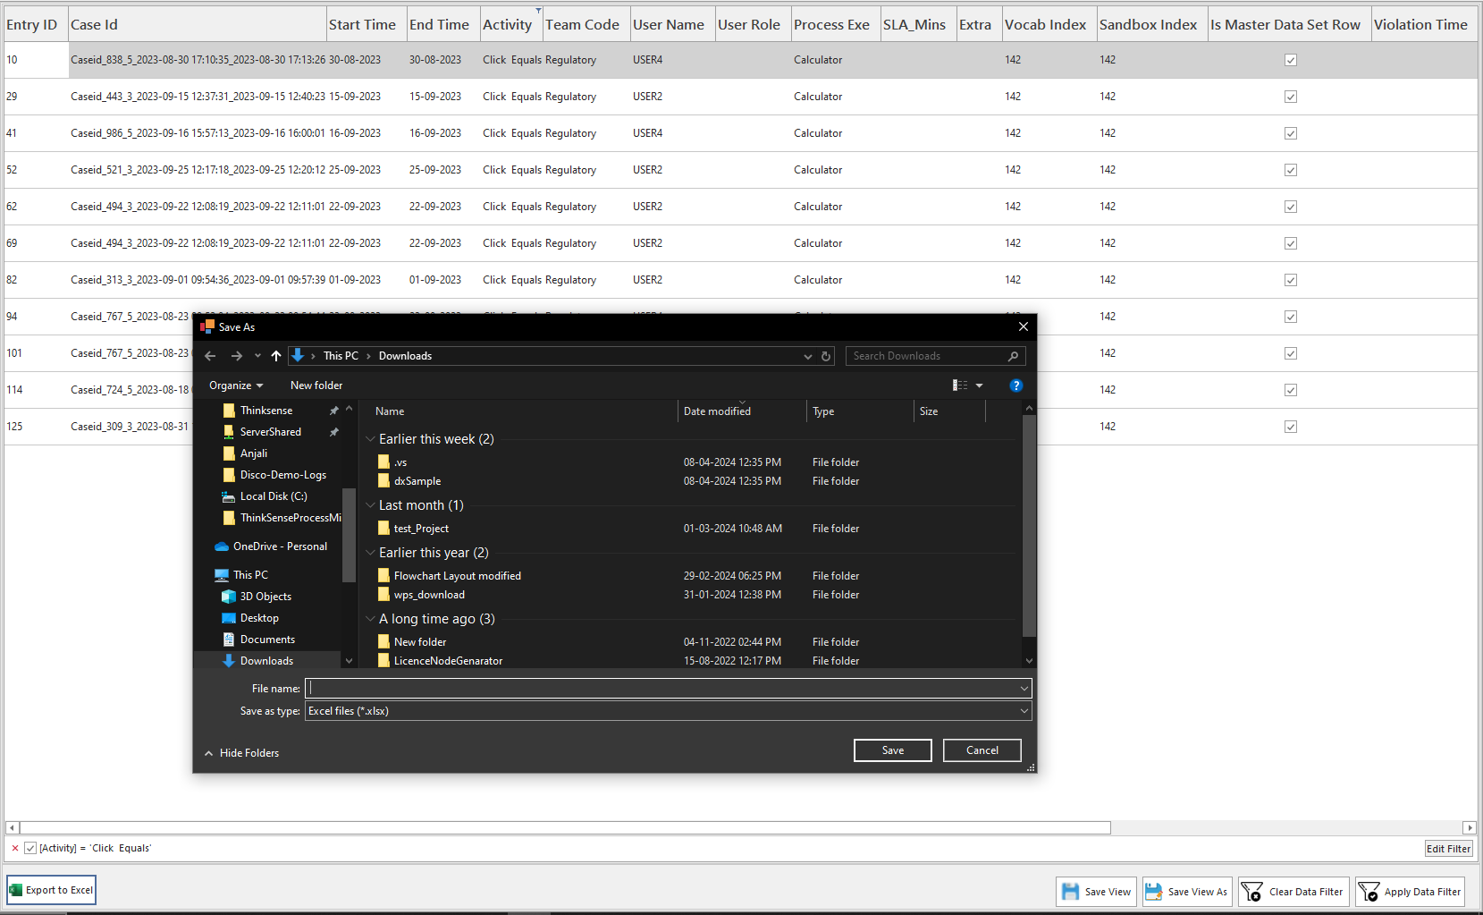 Entry ID Case Id Start Time End Time Activity Team Code User Name User Role Process Exe SLA_Mins Extra Vocab Index Sandbox Index Is Master Data Set Row Violation Time
10 Caseid_838_5_2023-08-30 17:10:35_2023-08-30 17:13:26 30-08-2023 30-08-2023 Click Equals Regulatory USER4 Calculator 142 142
29 Caseid_443_3_2023-09-15 12:37:31_2023-09-15 12:40:23 15-09-2023 15-09-2023 Click Equals Regulatory USER2 Calculator 142 142
41 Caseid_986_5_2023-09-16 15:57:13_2023-09-16 16:00:01 16-09-2023 16-09-2023 Click Equals Regulatory USER4 Calculator 142 142
52 Caseid_521_3_2023-09-25 12:17:18_2023-09-25 12:20:12 25-09-2023 25-09-2023 Click Equals Regulatory USER2 Calculator 142 142
62 Caseid_494_3_2023-09-22 12:08:19_2023-09-22 12:11:01 22-09-2023 22-09-2023 Click Equals Regulatory USER2 Calculator 142 142
69 Caseid_494_3_2023-09-22 12:08:19_2023-09-22 12:11:01 22-09-2023 22-09-2023 Click Equals Regulatory USER2 Calculator 142 142
82 Caseid_313_3_2023-09-01 09:54:36_2023-09-01 09:57:39 01-09-2023 01-09-2023 Click Equals Regulatory USER2 Calculator 142 142
94 Caseid_767_5_2023-08-23 142
101 Caseid_767_5_2023-08-23 142
114 Caseid_724_5_2023-08-18 142
125 Caseid_309_3_2023-08-31 142
Save As
This PC > Downloads Search Downloads
Organize New folder
Thinksense
ServerShared
Anjali
Disco-Demo-Logs
Local Disk (C:)
ThinkSenseProcessMi
OneDrive - Personal
This PC
3D Objects
Desktop
Documents
Downloads
Name Date modified Type Size
Earlier this week (2)
.vs 08-04-2024 12:35 PM File folder
dxSample 08-04-2024 12:35 PM File folder
Last month (1)
test_Project 01-03-2024 10:48 AM File folder
Earlier this year (2)
Flowchart Layout modified 29-02-2024 06:25 PM File folder
wps_download 31-01-2024 12:38 PM File folder
A long time ago (3)
New folder 04-11-2022 02:44 PM File folder
LicenceNodeGenarator 15-08-2022 12:17 PM File folder
File name:
Save as type: Excel files (*.xlsx)
Hide Folders Save Cancel
[Activity] = 'Click Equals' Edit Filter
Export to Excel Save View Save View As Clear Data Filter Apply Data Filter